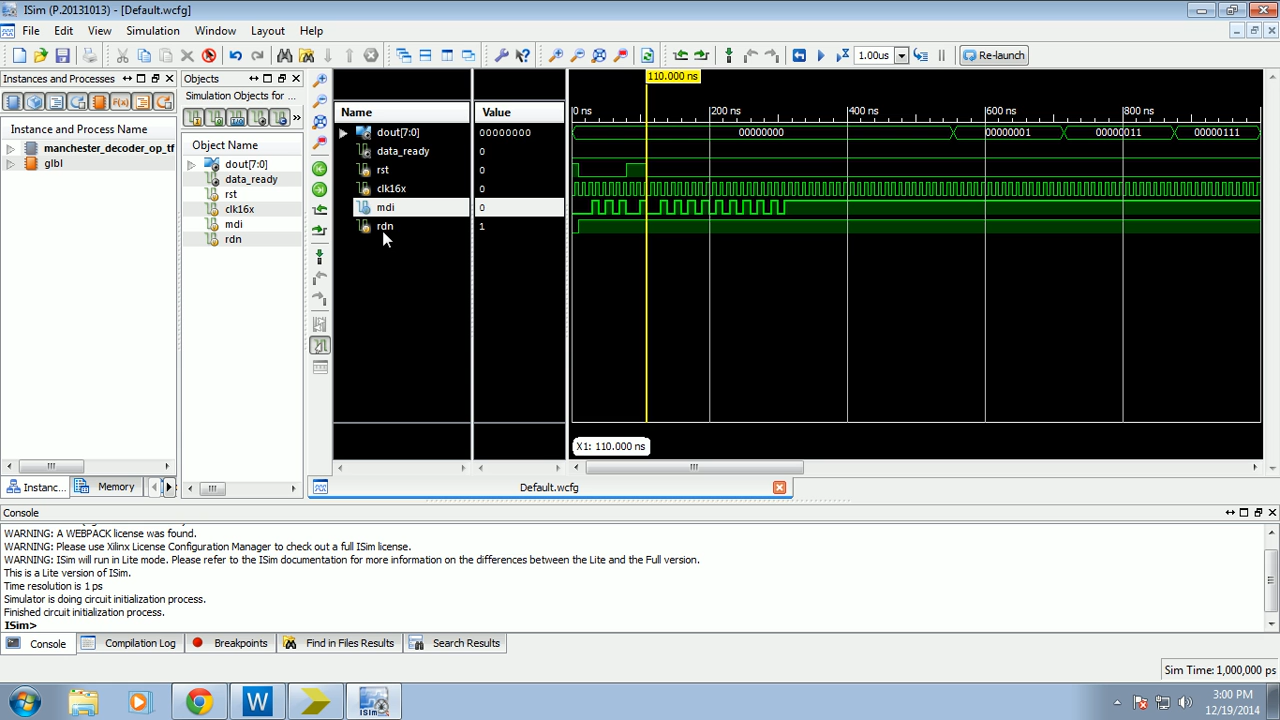 ISim (P.20131013) - [Default.wcfg]
File Edit View Simulation Window Layout Help
1.00us Re-launch
Instances and Processes
Instance and Process Name
manchester_decoder_op_tf
glbl
Instanc... Memory
Objects
Simulation Objects for ...
Object Name
dout[7:0]
data_ready
rst
clk16x
mdi
rdn
110.000 ns
Name Value 0 ns 200 ns 400 ns 600 ns 800 ns
dout[7:0] 00000000 00000000 00000001 00000011 00000111
data_ready 0
rst 0
clk16x 0
mdi 0
rdn 1
X1: 110.000 ns
Default.wcfg
Console
WARNING: A WEBPACK license was found.
WARNING: Please use Xilinx License Configuration Manager to check out a full ISim license.
WARNING: ISim will run in Lite mode. Please refer to the ISim documentation for more information on the differences between the Lite and the Full version.
This is a Lite version of ISim.
Time resolution is 1 ps
Simulator is doing circuit initialization process.
Finished circuit initialization process.
ISim>
Console Compilation Log Breakpoints Find in Files Results Search Results
Sim Time: 1,000,000 ps
ISim
3:00 PM
12/19/2014